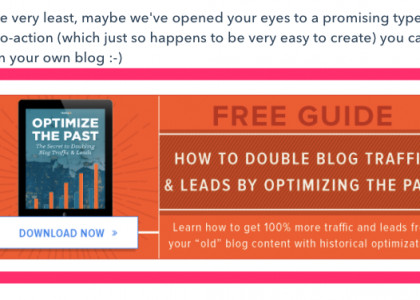 e very least, maybe we've opened your eyes to a promising type
o-action (which just so happens to be very easy to create) you ca
n your own blog :-)
OPTIMIZE
THE PAST
The Secret to Doubling
Blog Traffic & Leads
DOWNLOAD NOW »
FREE GUIDE
HOW TO DOUBLE BLOG TRAFFI
& LEADS BY OPTIMIZING THE PA
Learn how to get 100% more traffic and leads fr
your “old” blog content with historical optimizat